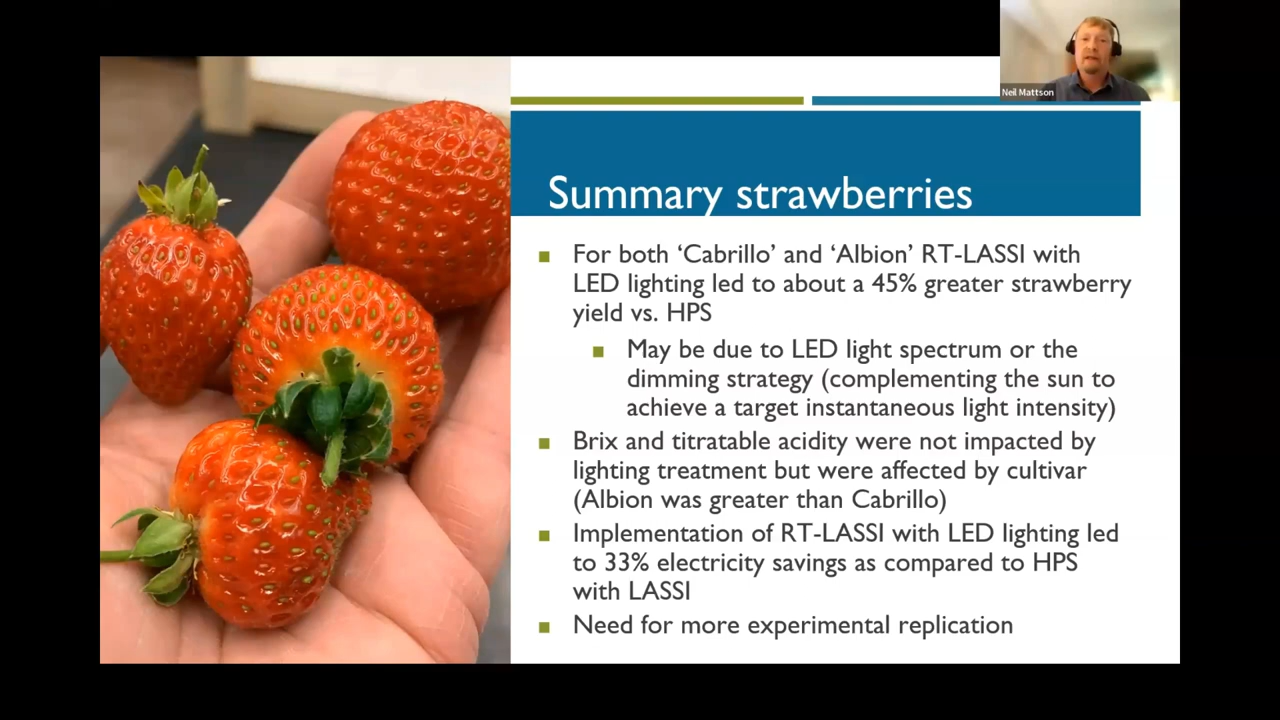 Neil Mattson
Summary strawberries
For both ‘Cabrillo’ and ‘Albion’ RT-LASSI with
LED lighting led to about a 45% greater strawberry
yield vs. HPS
May be due to LED light spectrum or the
dimming strategy (complementing the sun to
achieve a target instantaneous light intensity)
Brix and titratable acidity were not impacted by
lighting treatment but were affected by cultivar
(Albion was greater than Cabrillo)
Implementation of RT-LASSI with LED lighting led
to 33% electricity savings as compared to HPS
with LASSI
Need for more experimental replication